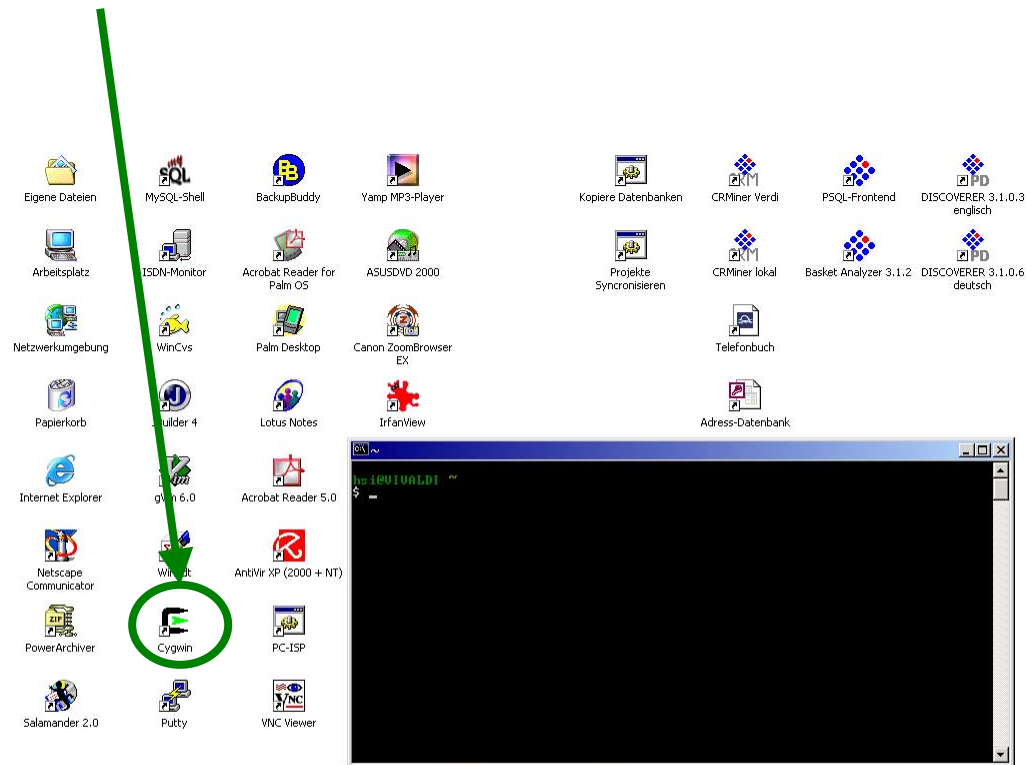 Eigene Dateien
MySQL-Shell
BackupBuddy
Yamp MP3-Player
Kopiere Datenbanken
CRMiner Verdi
PSQL-Frontend
DISCOVERER 3.1.0.3
englisch
Arbeitsplatz
ISDN-Monitor
Acrobat Reader for
Palm OS
ASUSDVD 2000
Projekte
Syncronisieren
CRMiner lokal
Basket Analyzer 3.1.2
DISCOVERER 3.1.0.6
deutsch
Netzwerkumgebung
WinCvs
Palm Desktop
Canon ZoomBrowser
EX
Telefonbuch
Papierkorb
Lotus Notes
IrfanView
Adress-Datenbank
Internet Explorer
6.0
Acrobat Reader 5.0
Netscape
Communicator
AntiVir XP (2000 + NT)
PowerArchiver
Cygwin
PC-ISP
Salamander 2.0
Putty
VNC Viewer
~
hsi@VIVALDI ~
$ _